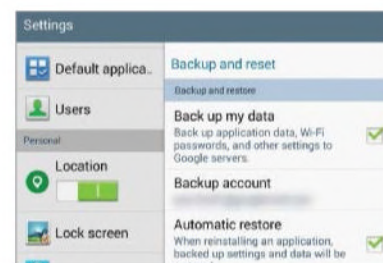 Settings
Default applica..
Users
Personal
Location
Lock screen
Backup and reset
Backup and restore
Back up my data
Back up application data, Wi-Fi
passwords, and other settings to
Google servers.
Backup account
Automatic restore
When reinstalling an application,
backed up settings and data will be